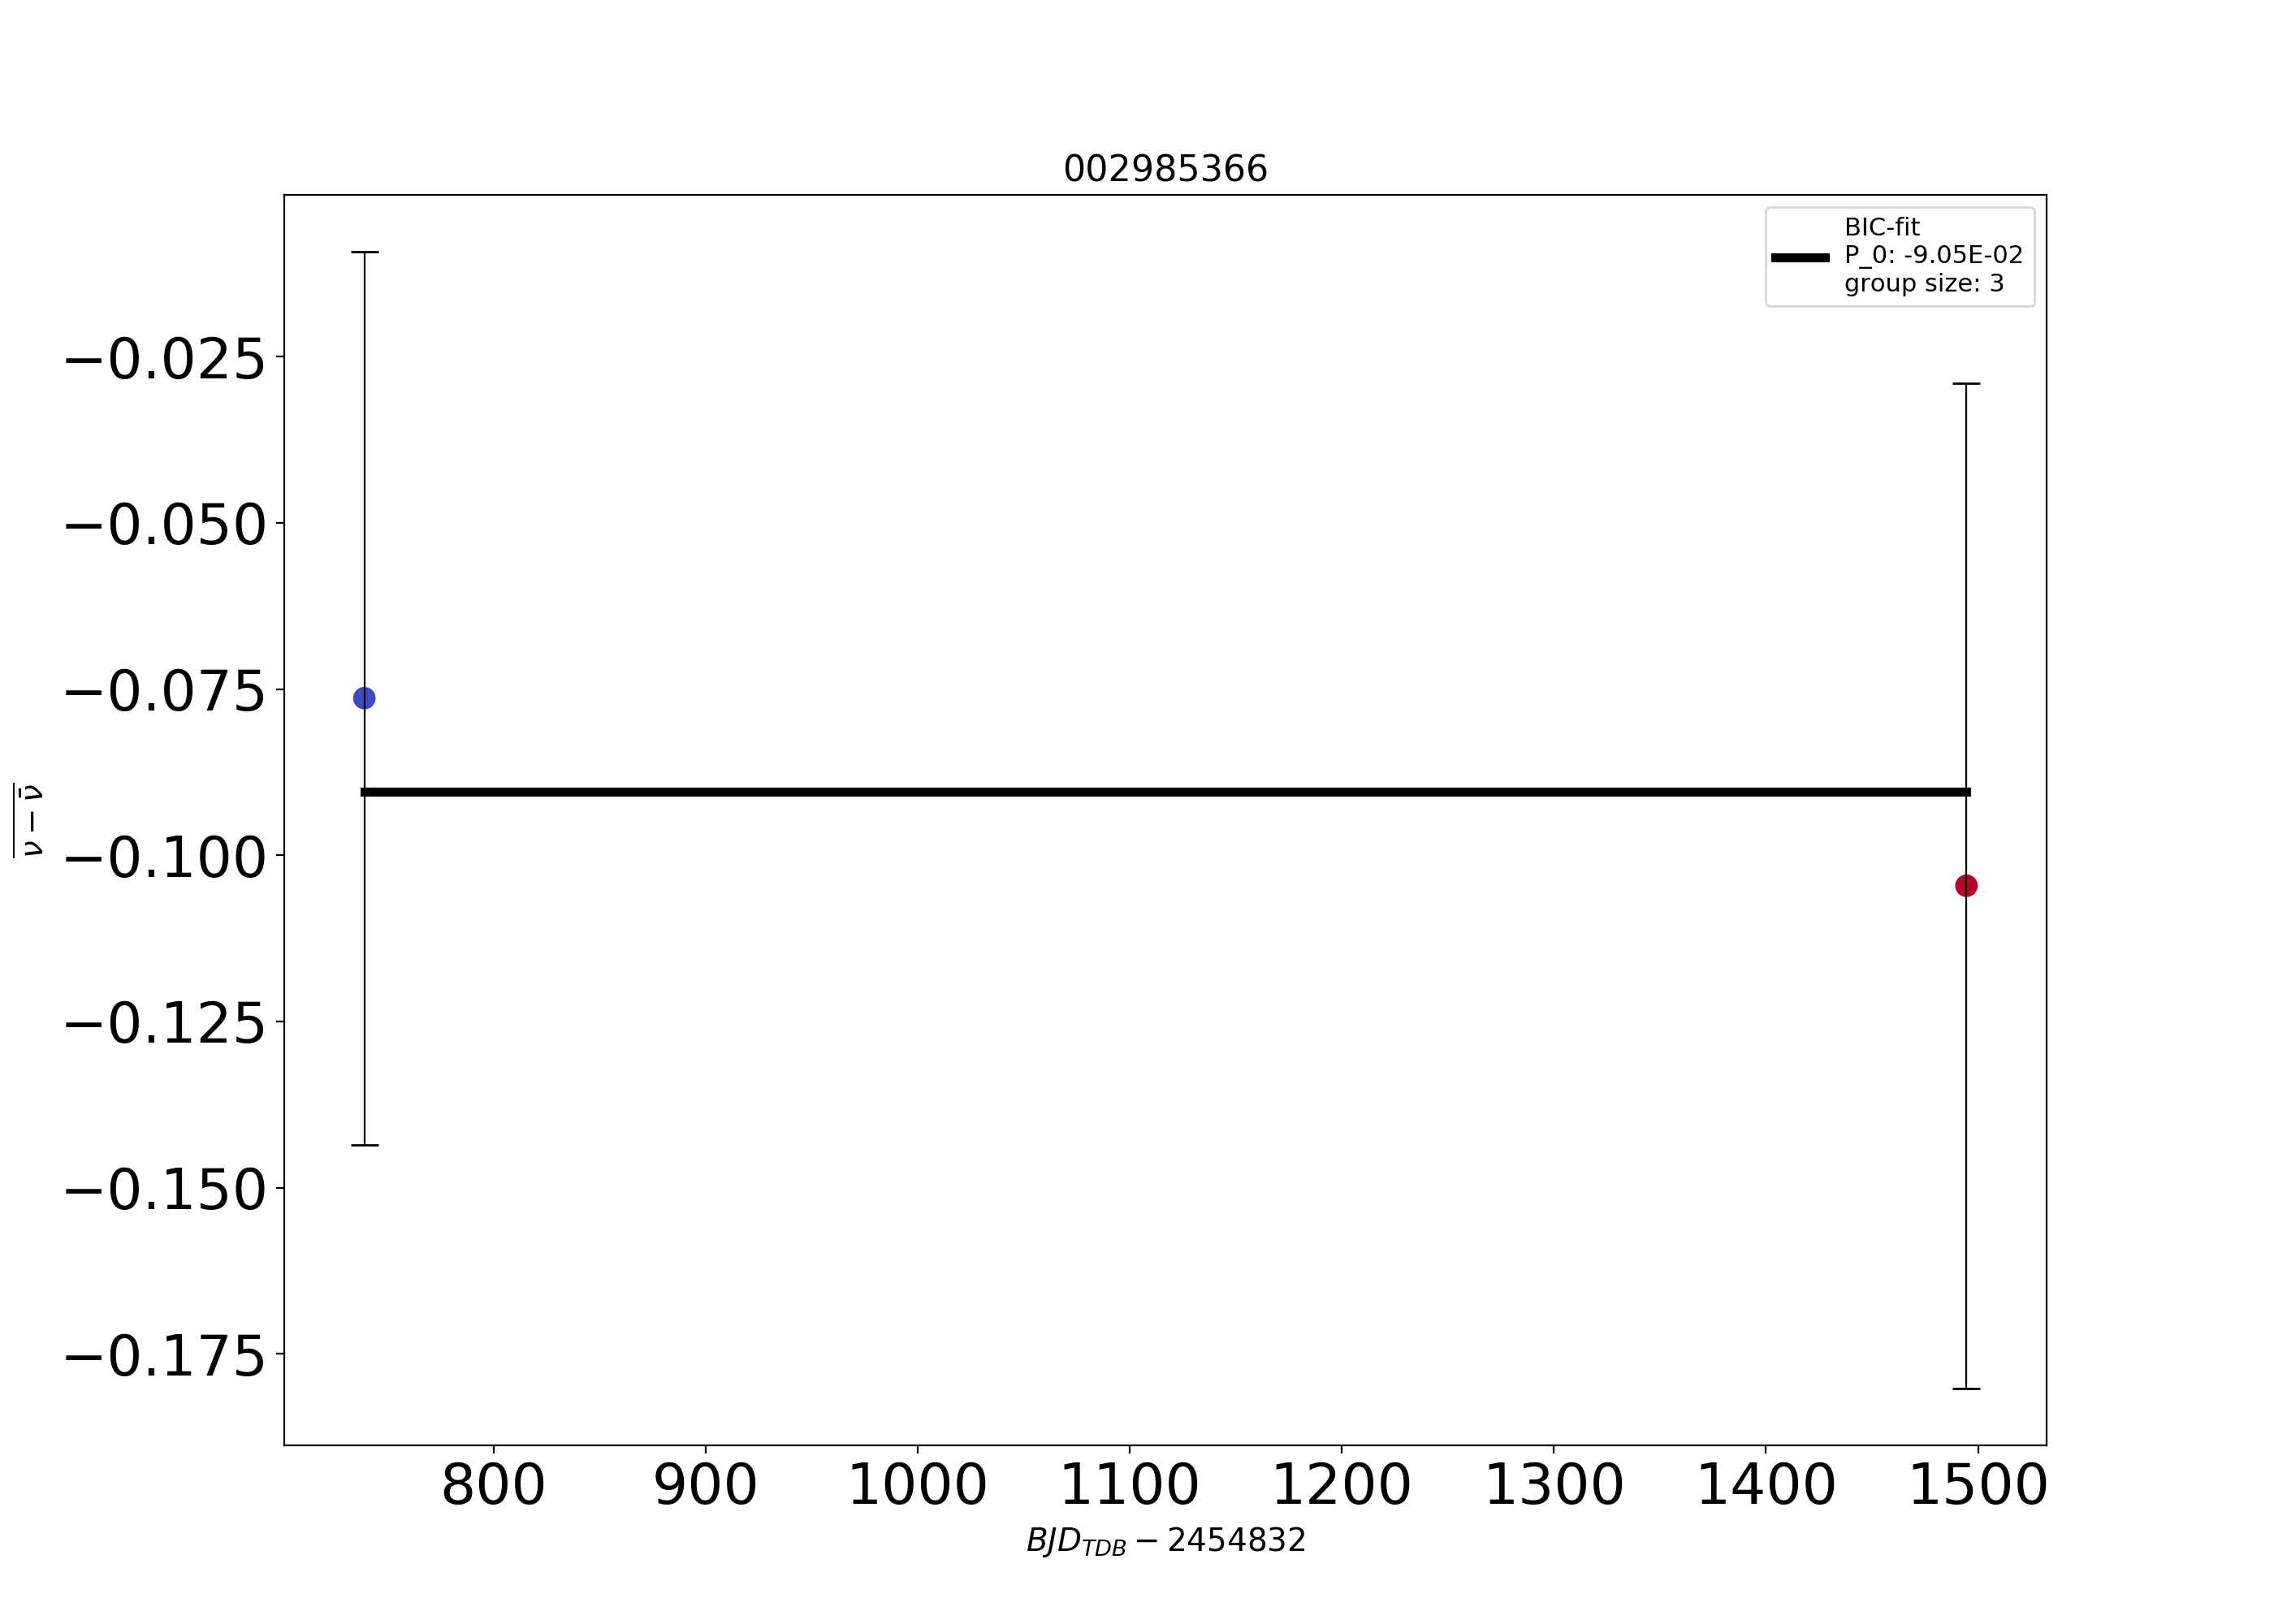 002985366
BIC-fit
P_0: -9.05E-02
group size: 3
−0.025
−0.050
−0.075
−0.100
−0.125
−0.150
−0.175
ν − ν̄
800 900 1000 1100 1200 1300 1400 1500
BJD_TDB − 2454832